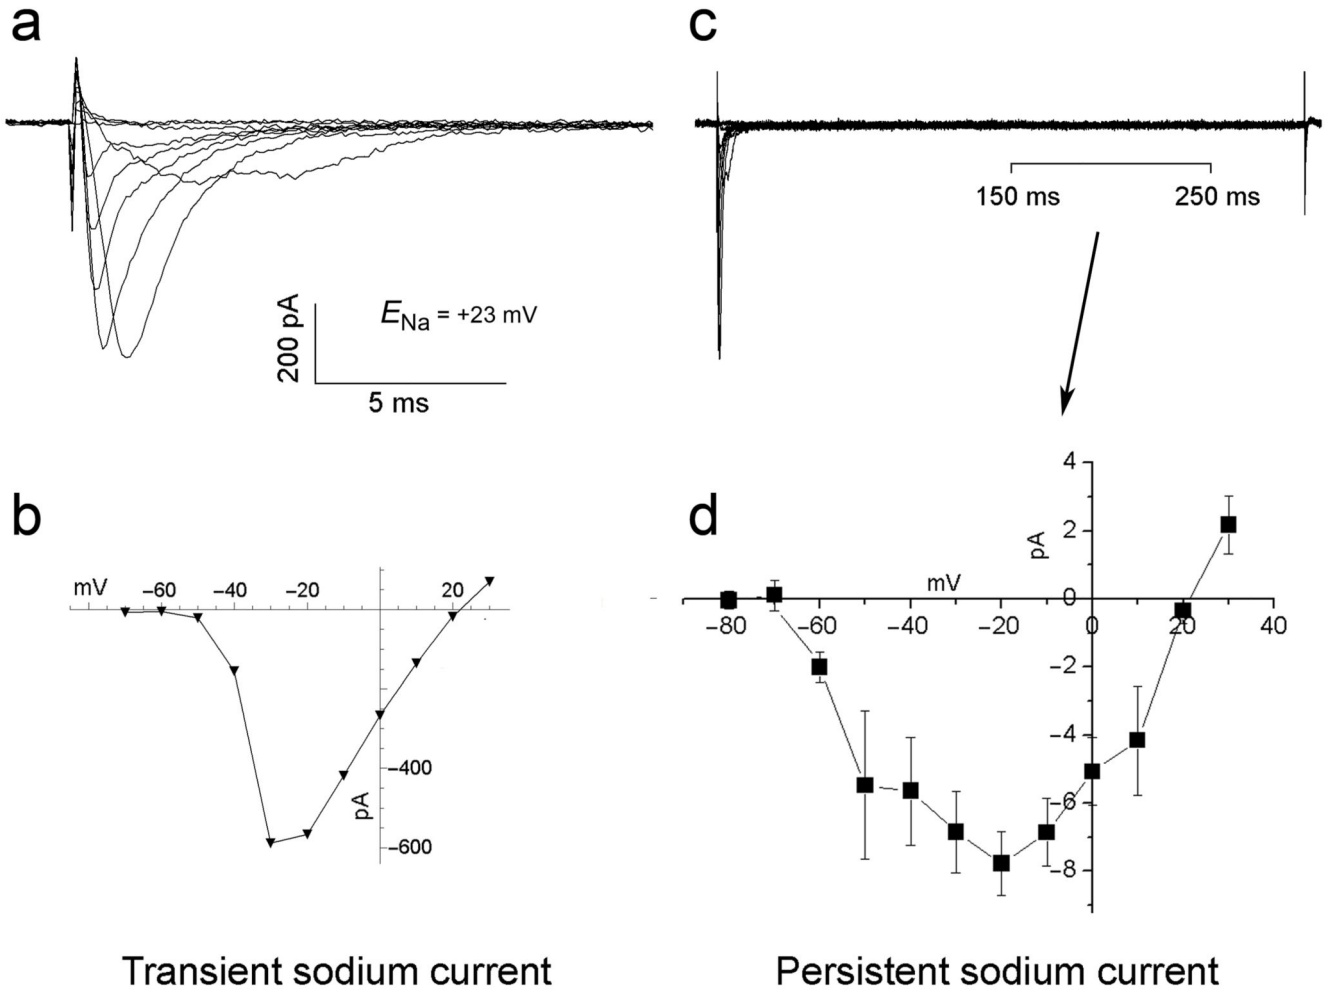 a
c
150 ms
250 ms
200 pA
ENa = +23 mV
5 ms
b
d
mV
−60
−40
−20
20
−400
−600
pA
4
2
0
−2
−4
−6
−8
pA
mV
−80
−60
−40
−20
0
20
40
Transient sodium current
Persistent sodium current